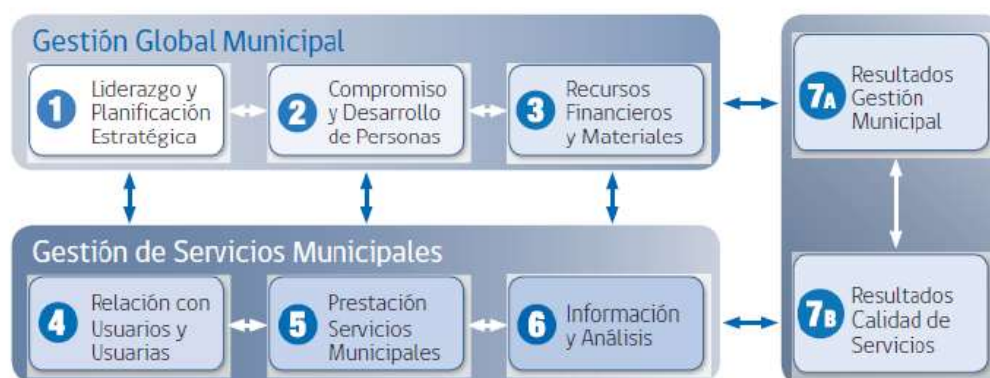 Gestión Global Municipal
1
Liderazgo y
Planificación
Estratégica
2
Compromiso
y Desarrollo
de Personas
3
Recursos
Financieros
y Materiales
7A
Resultados
Gestión
Municipal
Gestión de Servicios Municipales
4
Relación con
Usuarios y
Usuarias
5
Prestación
Servicios
Municipales
6
Información
y Análisis
7B
Resultados
Calidad de
Servicios